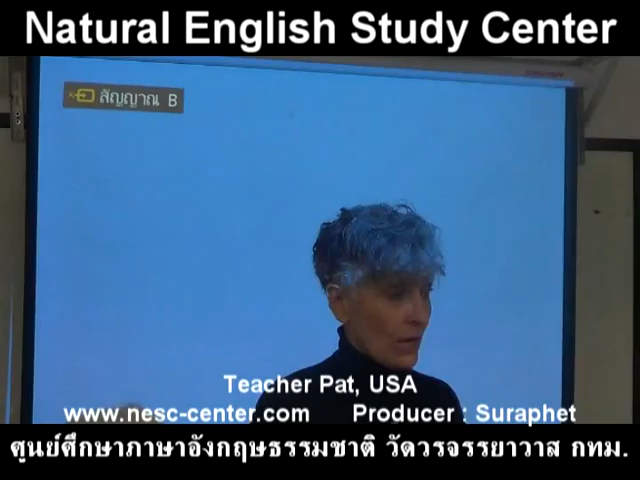 Natural English Study Center
สัญญาณ B
Teacher Pat, USA
www.nesc-center.com Producer : Suraphet
ศูนย์ศึกษาภาษาอังกฤษธรรมชาติ วัดวรจรรยาวาส กทม.